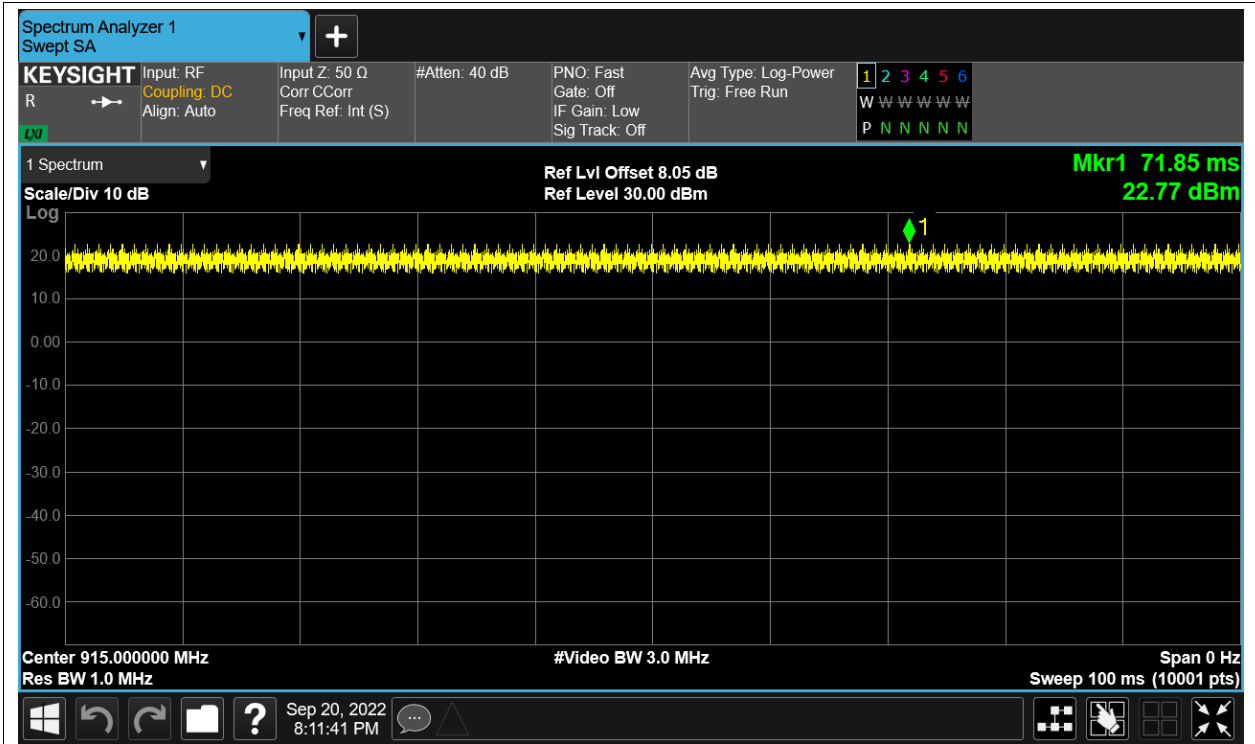 Spectrum Analyzer 1
Swept SA
+
KEYSIGHT
R
LXI
Input: RF
Coupling: DC
Align: Auto
Input Z: 50 Ω
Corr CCorr
Freq Ref: Int (S)
#Atten: 40 dB
PNO: Fast
Gate: Off
IF Gain: Low
Sig Track: Off
Avg Type: Log-Power
Trig: Free Run
1 2 3 4 5 6
W W W W W W
P N N N N N
1 Spectrum
Scale/Div 10 dB
Log
Ref Lvl Offset 8.05 dB
Ref Level 30.00 dBm
Mkr1 71.85 ms
22.77 dBm
1
20.0
10.0
0.00
-10.0
-20.0
-30.0
-40.0
-50.0
-60.0
Center 915.000000 MHz
Res BW 1.0 MHz
#Video BW 3.0 MHz
Span 0 Hz
Sweep 100 ms (10001 pts)
?
Sep 20, 2022
8:11:41 PM